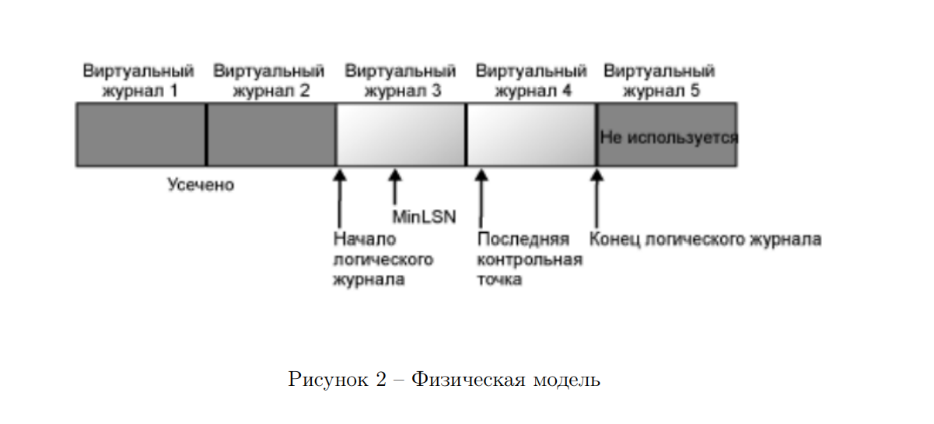 Виртуальный журнал 1
Виртуальный журнал 2
Виртуальный журнал 3
Виртуальный журнал 4
Виртуальный журнал 5
Не используется
Усечено
MinLSN
Начало
логического
журнала
Последняя
контрольная
точка
Конец логического журнала
Рисунок 2 – Физическая модель